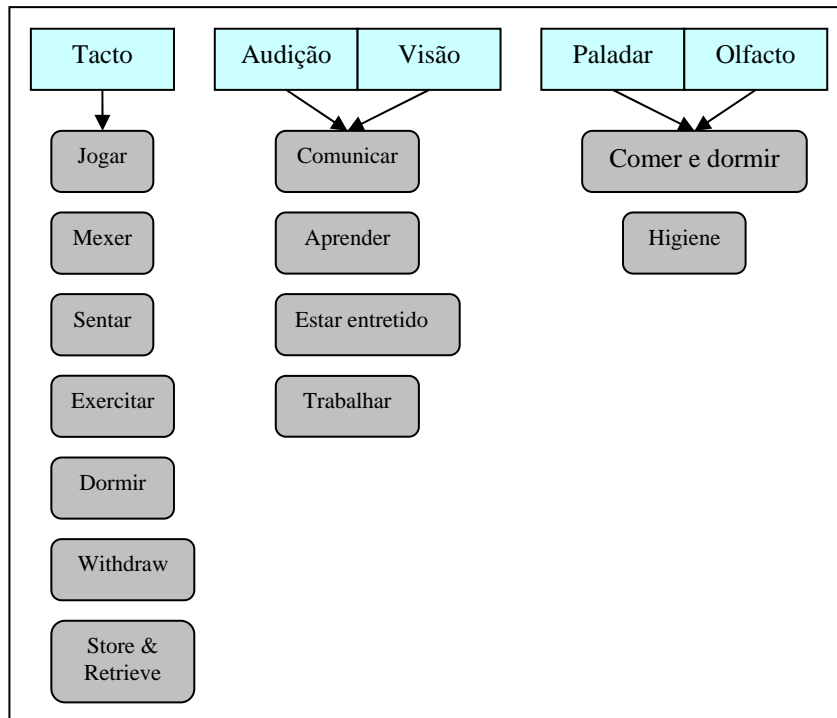 Tacto
Audição
Visão
Paladar
Olfacto
Jogar
Mexer
Sentar
Exercitar
Dormir
Withdraw
Store &
Retrieve
Comunicar
Aprender
Estar entretido
Trabalhar
Comer e dormir
Higiene